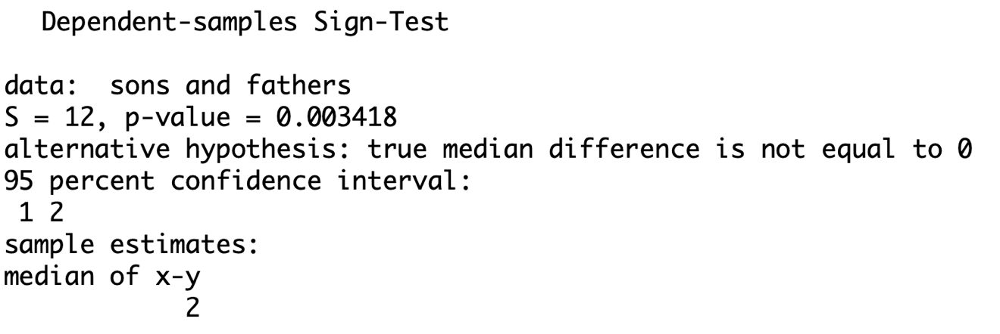 Dependent-samples Sign-Test
data:  sons and fathers
S = 12, p-value = 0.003418
alternative hypothesis: true median difference is not equal to 0
95 percent confidence interval:
1 2
sample estimates:
median of x-y
2